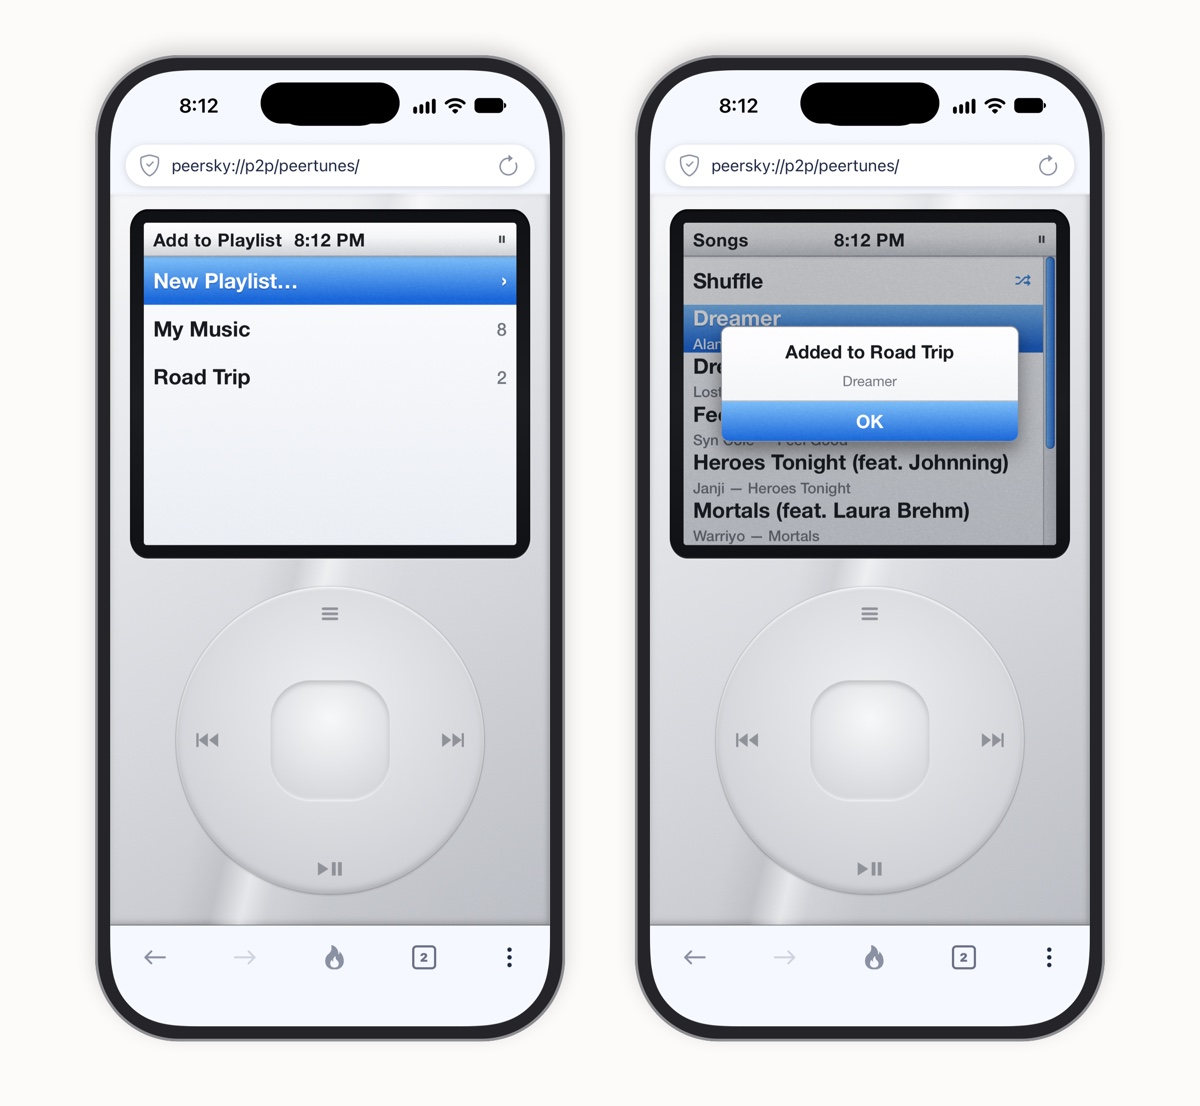 8:12
peersky://p2p/peertunes/
Add to Playlist 8:12 PM
New Playlist...
My Music 8
Road Trip 2
2
8:12
peersky://p2p/peertunes/
Songs 8:12 PM
Shuffle
Dreamer
Alan
Added to Road Trip
Dreamer
OK
Lost
Heroes Tonight (feat. Johnning)
Janji — Heroes Tonight
Mortals (feat. Laura Brehm)
Warriyo — Mortals
2